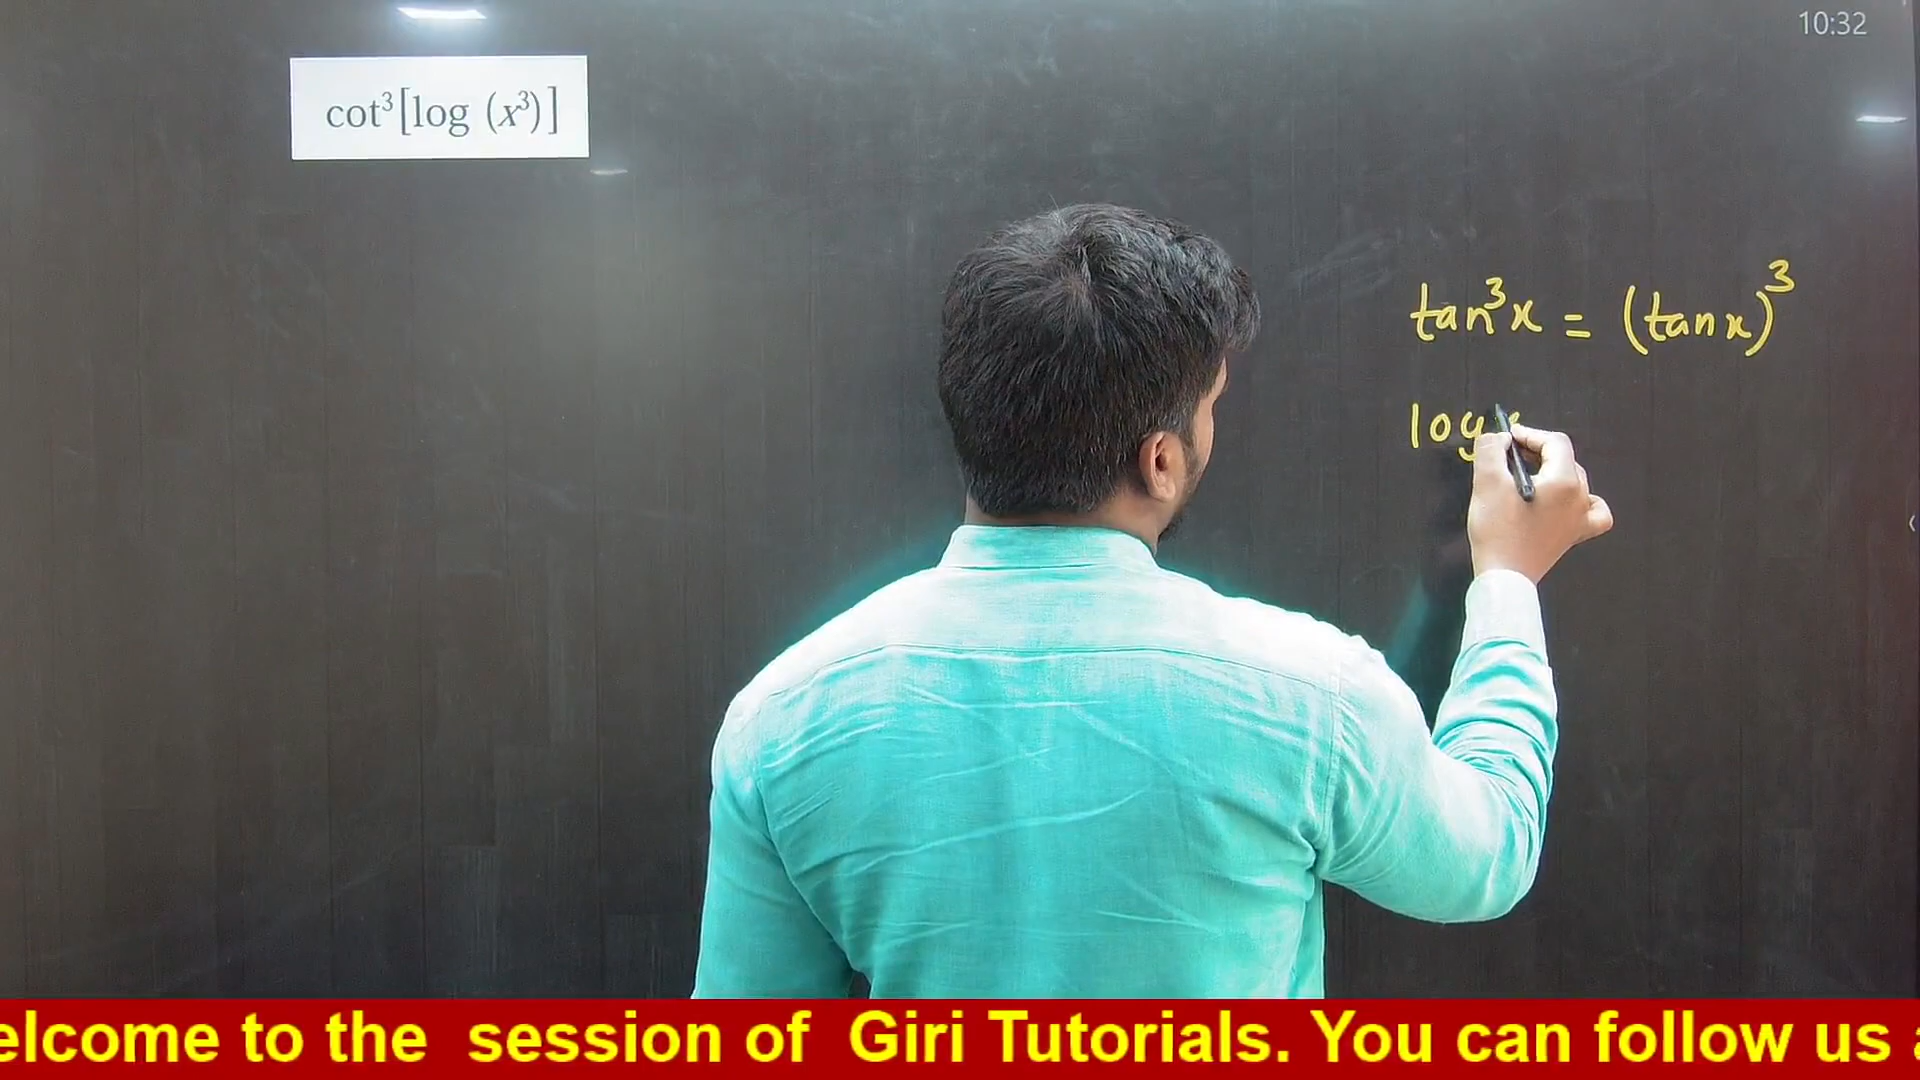 10:32
cot³[log (x³)]
tan³x = (tan x)³
log
elcome to the session of Giri Tutorials. You can follow us a